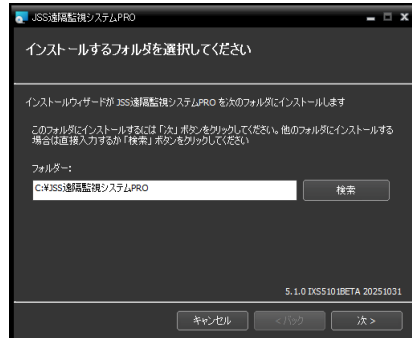 JSS遠隔監視システムPRO
インストールするフォルダを選択してください
インストールウィザードが JSS遠隔監視システムPRO を次のフォルダにインストールします
このフォルダにインストールするには「次」ボタンをクリックしてください。他のフォルダにインストールする
場合は直接入力するか「検索」ボタンをクリックしてください
フォルダー:
C:¥JSS遠隔監視システムPRO
検索
5.1.0 IXS5101BETA 20251031
キャンセル
<バック
次 >